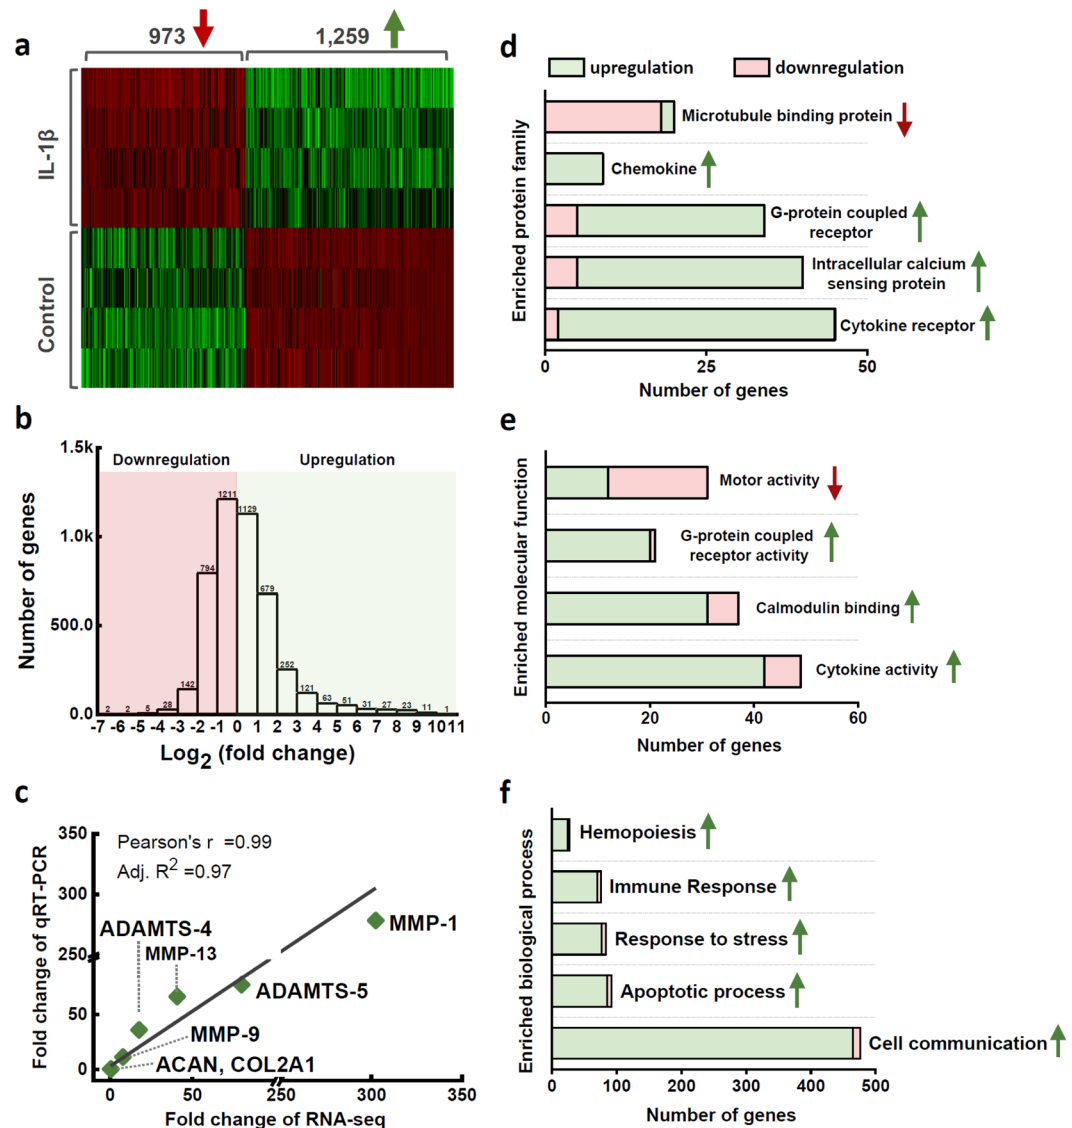 a
973
1,259
IL-1β
Control
b
1.5k
1.0k
500.0
0.0
Number of genes
Downregulation
Upregulation
2
2
5
28
142
794
1211
1129
679
252
121
63
51
31
27
23
11
1
-7 -6 -5 -4 -3 -2 -1 0 1 2 3 4 5 6 7 8 9 10 11
Log2 (fold change)
c
Pearson's r =0.99
Adj. R2 =0.97
350
300
250
50
0
Fold change of qRT-PCR
ADAMTS-4
MMP-13
MMP-1
ADAMTS-5
MMP-9
ACAN, COL2A1
0 50 250 300 350
Fold change of RNA-seq
d
upregulation
downregulation
Enriched protein family
Microtubule binding protein
Chemokine
G-protein coupled
receptor
Intracellular calcium
sensing protein
Cytokine receptor
0 25 50
Number of genes
e
Enriched molecular function
Motor activity
G-protein coupled
receptor activity
Calmodulin binding
Cytokine activity
0 20 40 60
Number of genes
f
Enriched biological process
Hemopoiesis
Immune Response
Response to stress
Apoptotic process
Cell communication
0 100 200 300 400 500
Number of genes